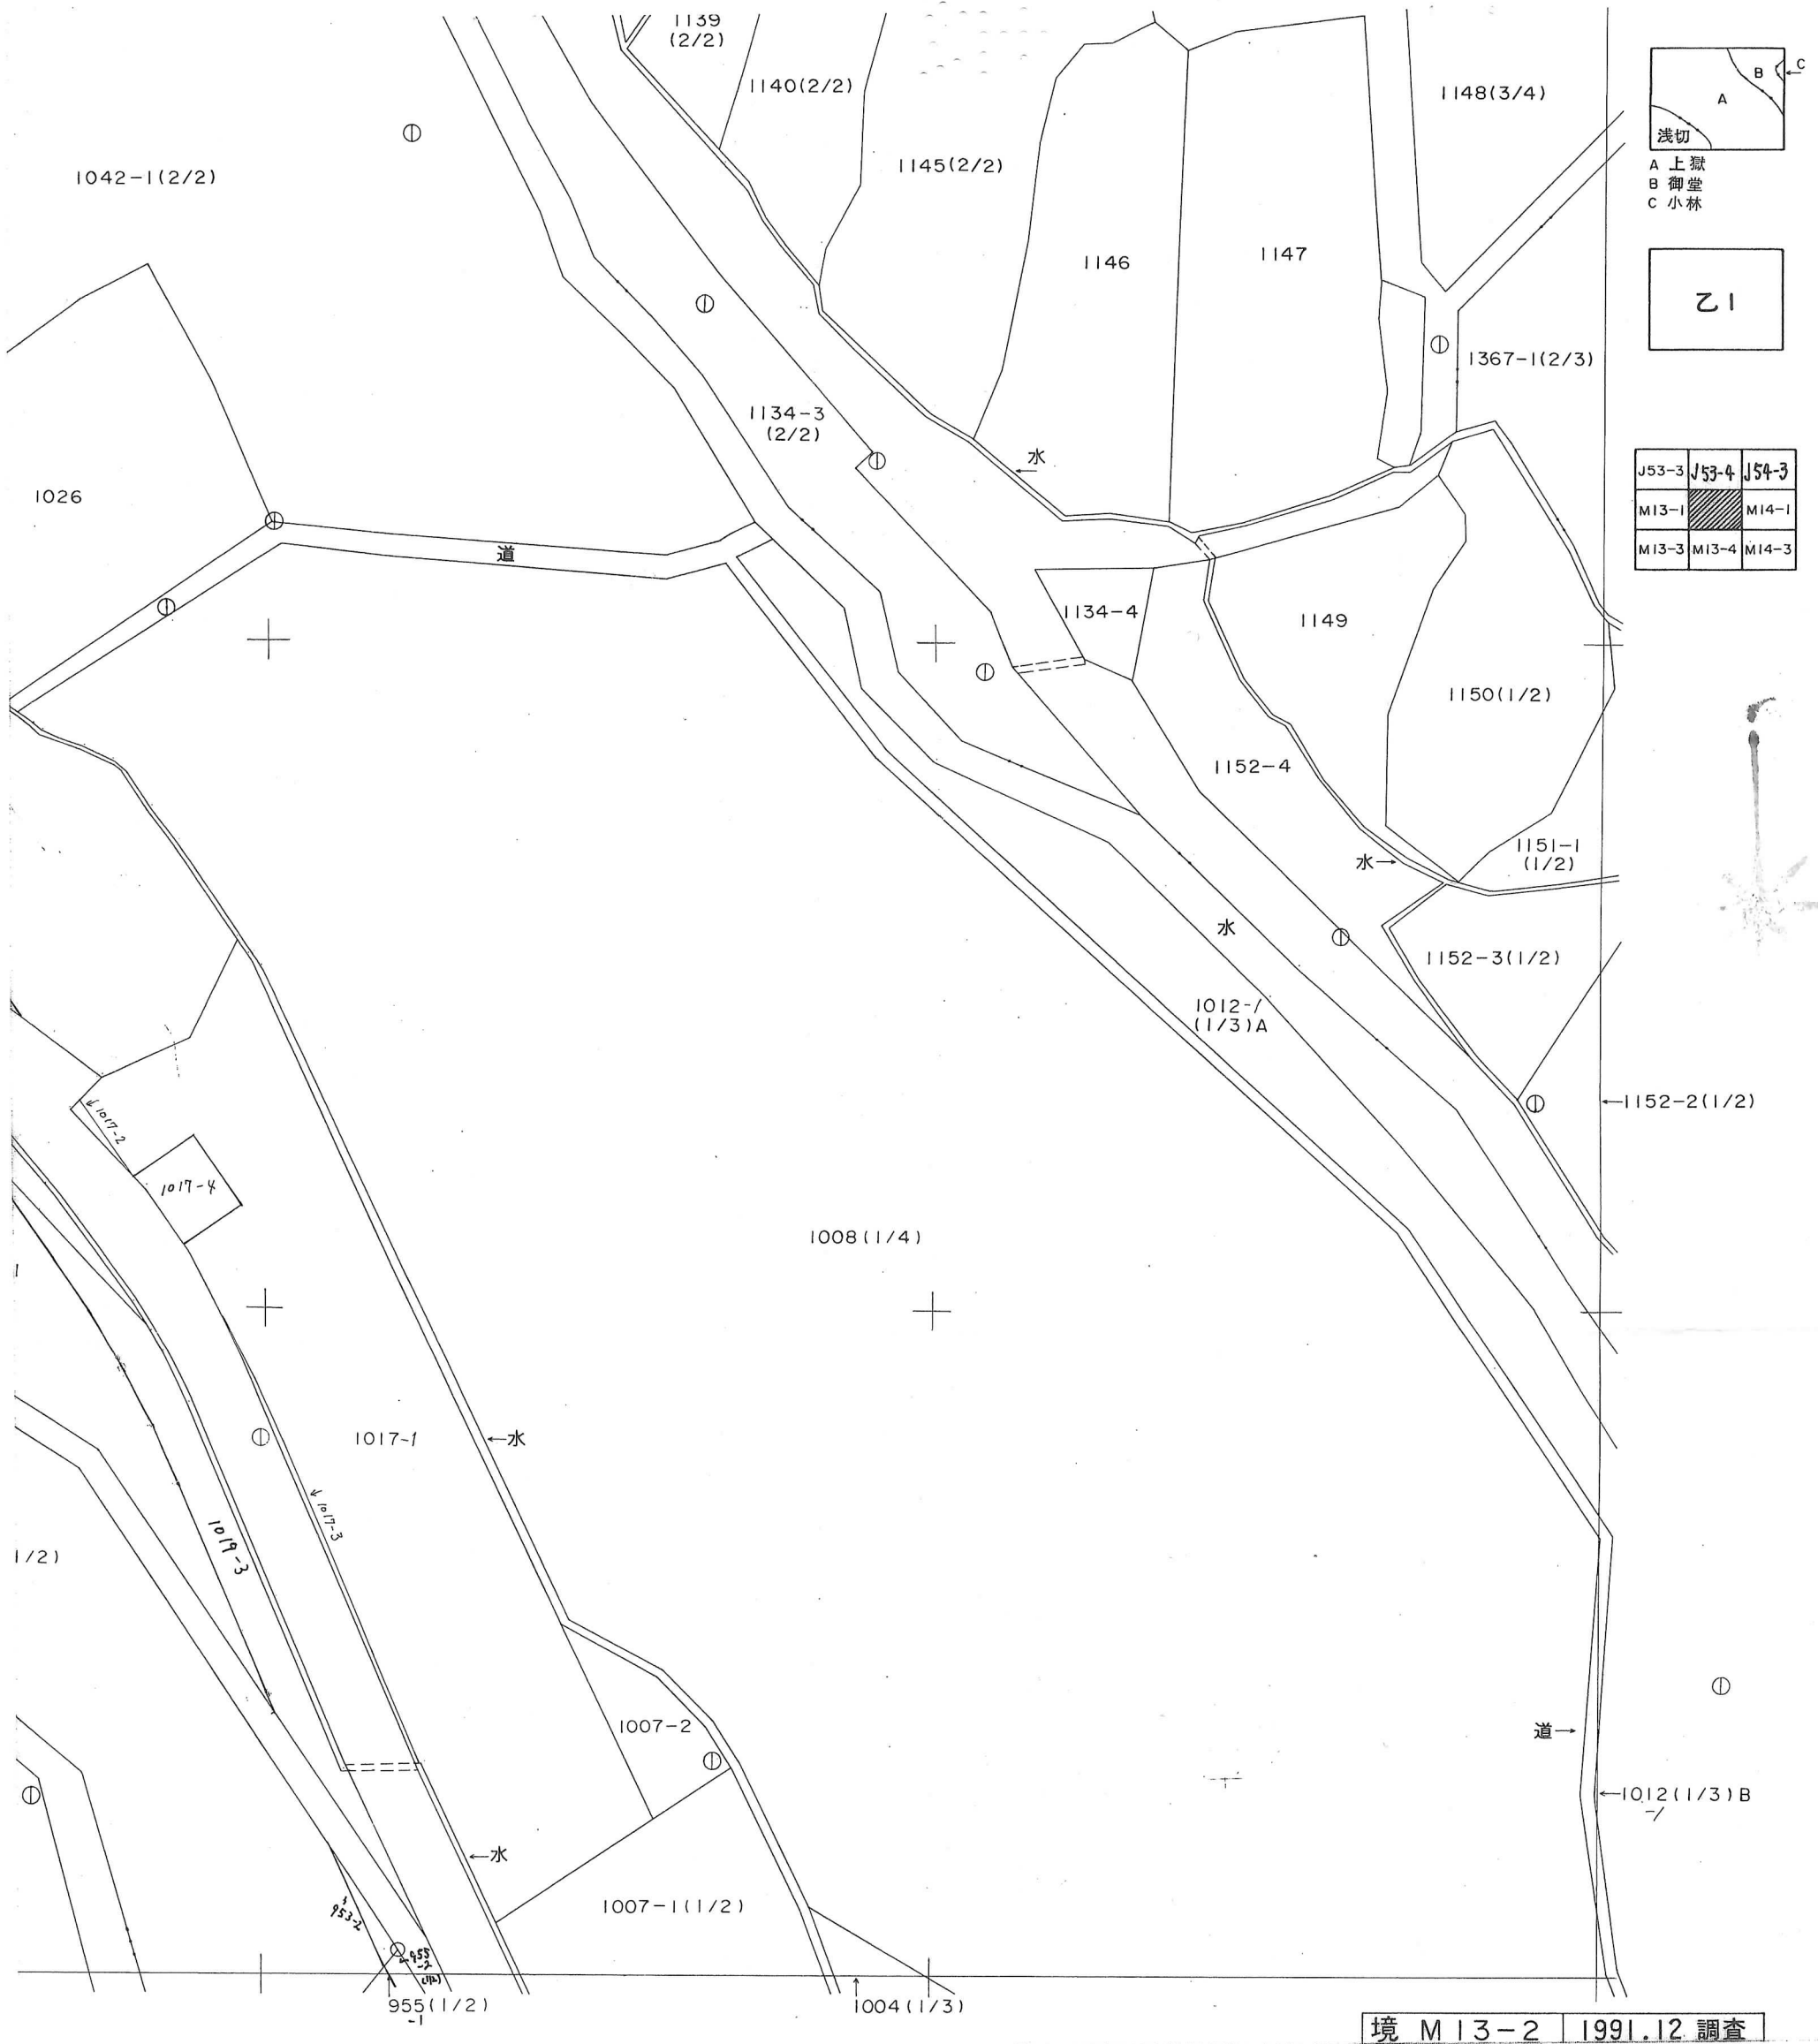 1139
(2/2)
1140(2/2)
1148(3/4)
1042-1(2/2)
1145(2/2)
B
C
A
浅切
A 上獄
B 御堂
C 小林
1146
1147
乙1
1367-1(2/3)
1134-3
(2/2)
水
1026
道
J53-3 J53-4 J54-3
M13-1 M14-1
M13-3 M13-4 M14-3
1134-4
1149
1150(1/2)
1152-4
1151-1
(1/2)
水
水
1152-3(1/2)
1012-1
(1/3)A
1152-2(1/2)
1017-2
1017-4
1008(1/4)
1
1017-1
水
1017-3
1019-3
1/2)
1007-2
道
1012(1/3)B
-1
水
1007-1(1/2)
953-2
955
-2
(1/2)
955(1/2)
-1
1004(1/3)
境 M13-2 1991.12 調査